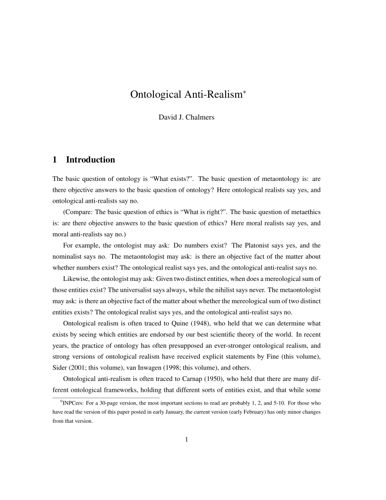 Ontological Anti-Realism*
David J. Chalmers
1 Introduction
The basic question of ontology is “What exists?”. The basic question of metaontology is: are
there objective answers to the basic question of ontology? Here ontological realists say yes, and
ontological anti-realists say no.
(Compare: The basic question of ethics is “What is right?”. The basic question of metaethics
is: are there objective answers to the basic question of ethics? Here moral realists say yes, and
moral anti-realists say no.)
For example, the ontologist may ask: Do numbers exist? The Platonist says yes, and the
nominalist says no. The metaontologist may ask: is there an objective fact of the matter about
whether numbers exist? The ontological realist says yes, and the ontological anti-realist says no.
Likewise, the ontologist may ask: Given two distinct entities, when does a mereological sum of
those entities exist? The universalist says always, while the nihilist says never. The metaontologist
may ask: is there an objective fact of the matter about whether the mereological sum of two distinct
entities exists? The ontological realist says yes, and the ontological anti-realist says no.
Ontological realism is often traced to Quine (1948), who held that we can determine what
exists by seeing which entities are endorsed by our best scientific theory of the world. In recent
years, the practice of ontology has often presupposed an ever-stronger ontological realism, and
strong versions of ontological realism have received explicit statements by Fine (this volume),
Sider (2001; this volume), van Inwagen (1998; this volume), and others.
Ontological anti-realism is often traced to Carnap (1950), who held that there are many dif-
ferent ontological frameworks, holding that different sorts of entities exist, and that while some
*INPCers: For a 30-page version, the most important sections to read are probably 1, 2, and 5-10. For those who
have read the version of this paper posted in early January, the current version (early February) has only minor changes
from that version.
1